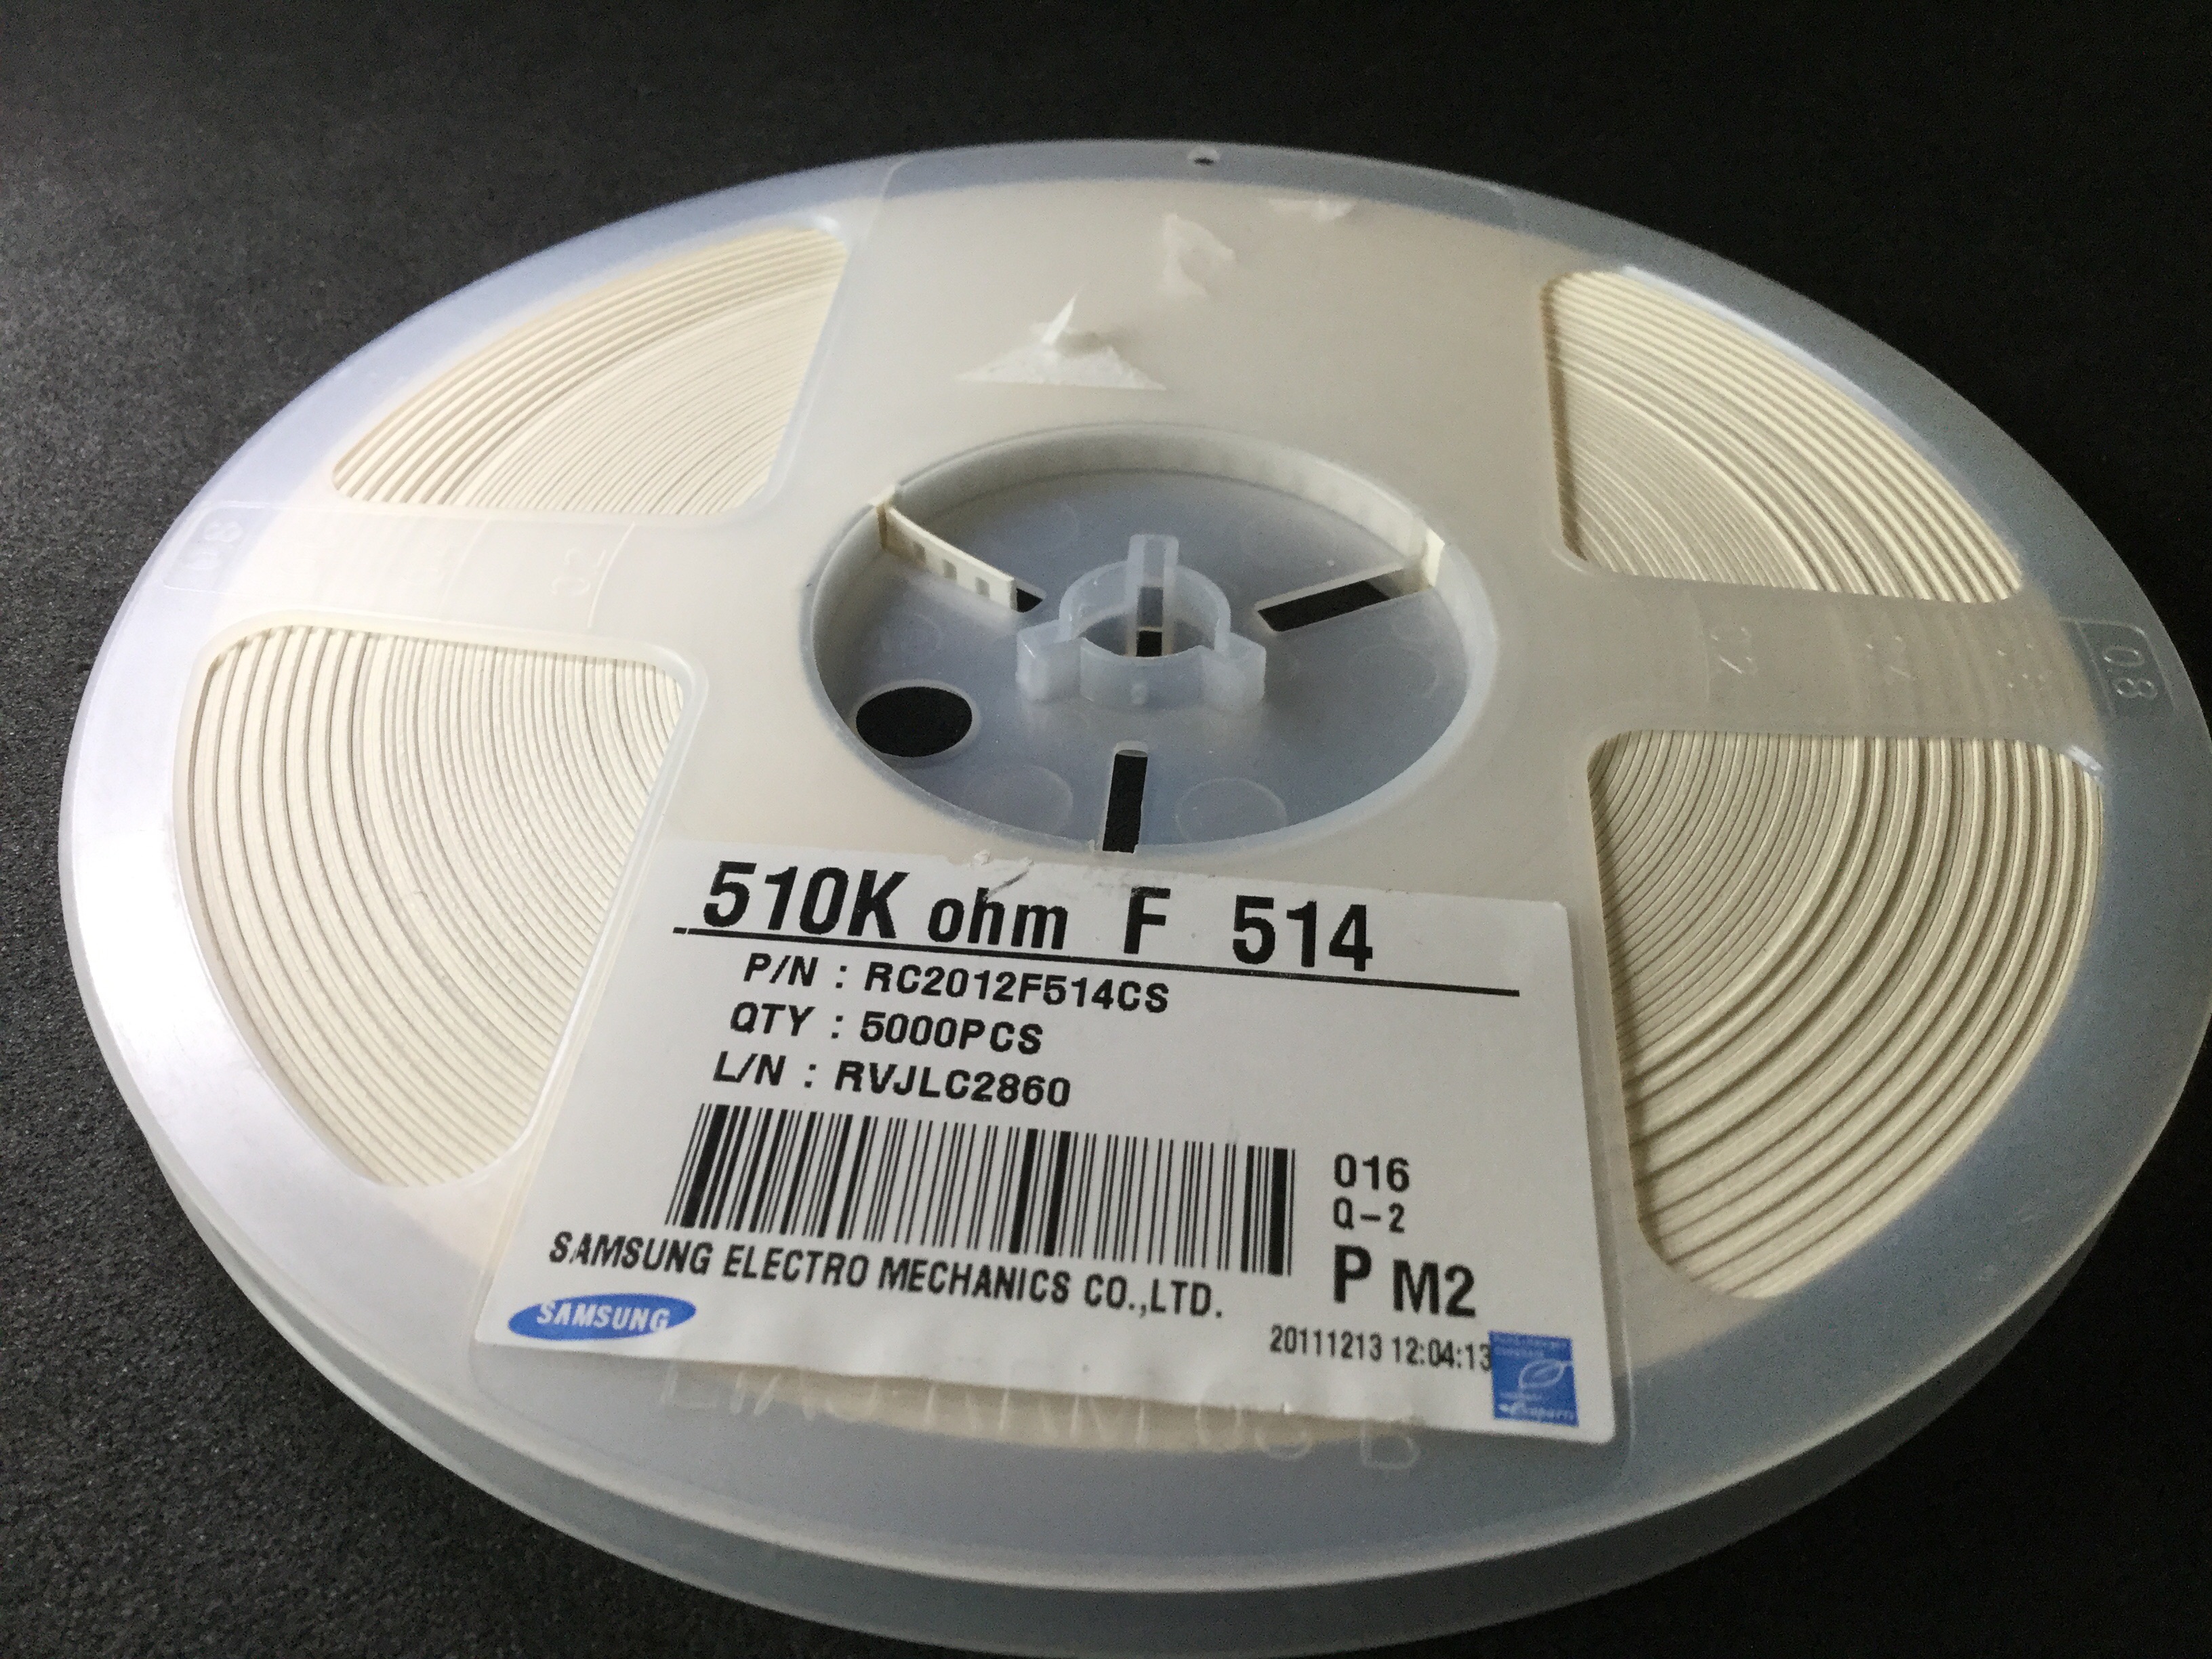 510K ohm F 514
P/N : RC2012F514CS
QTY : 5000PCS
L/N : RVJLC2860
016
Q-2
P M2
SAMSUNG ELECTRO MECHANICS CO.,LTD.
SAMSUNG
20111213 12:04:13
08